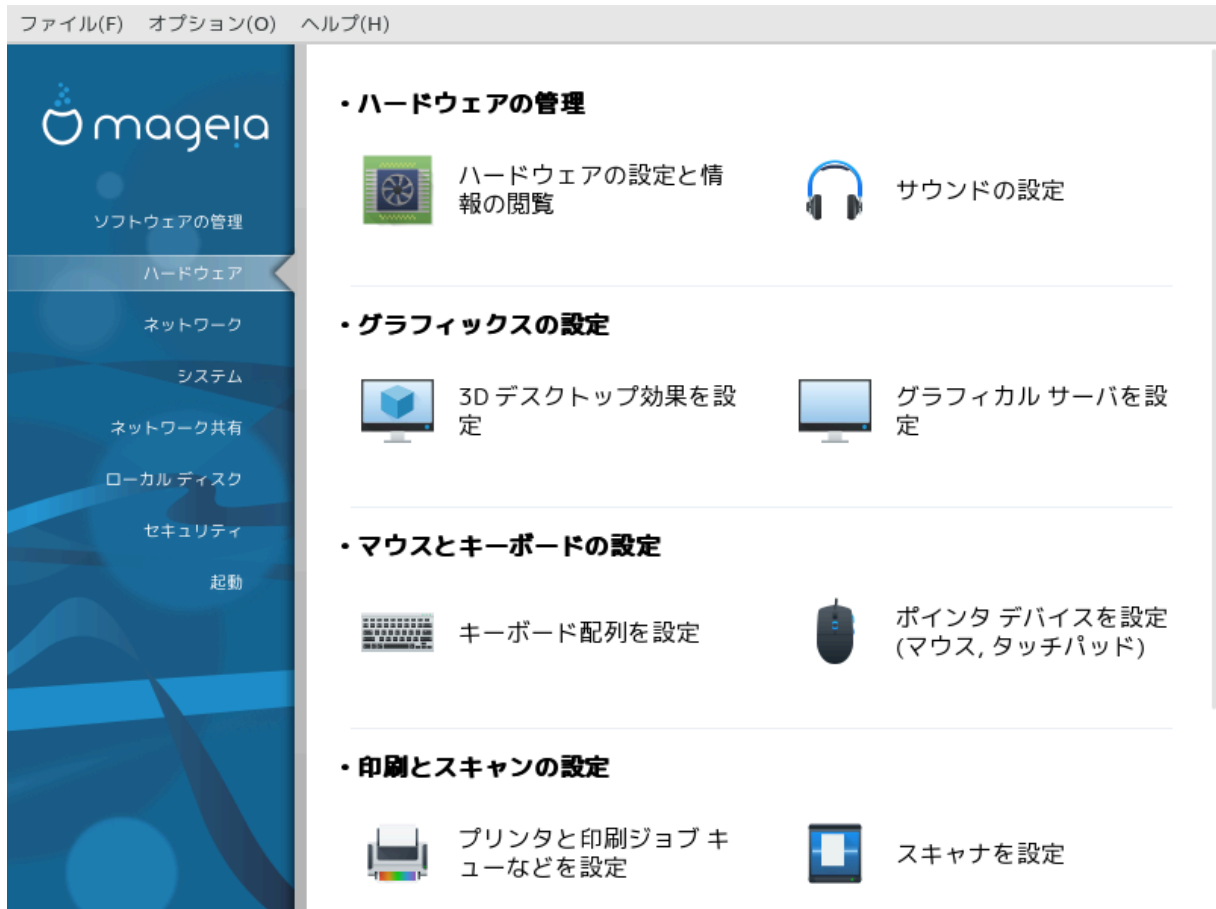 ファイル(F) オプション(O) ヘルプ(H)
mageia
ソフトウェアの管理
ハードウェア
ネットワーク
システム
ネットワーク共有
ローカル ディスク
セキュリティ
起動
・ハードウェアの管理
ハードウェアの設定と情
報の閲覧
サウンドの設定
・グラフィックスの設定
3D デスクトップ効果を設
定
グラフィカル サーバを設
定
・マウスとキーボードの設定
キーボード配列を設定
ポインタ デバイスを設定
(マウス, タッチパッド)
・印刷とスキャンの設定
プリンタと印刷ジョブ キ
ューなどを設定
スキャナを設定